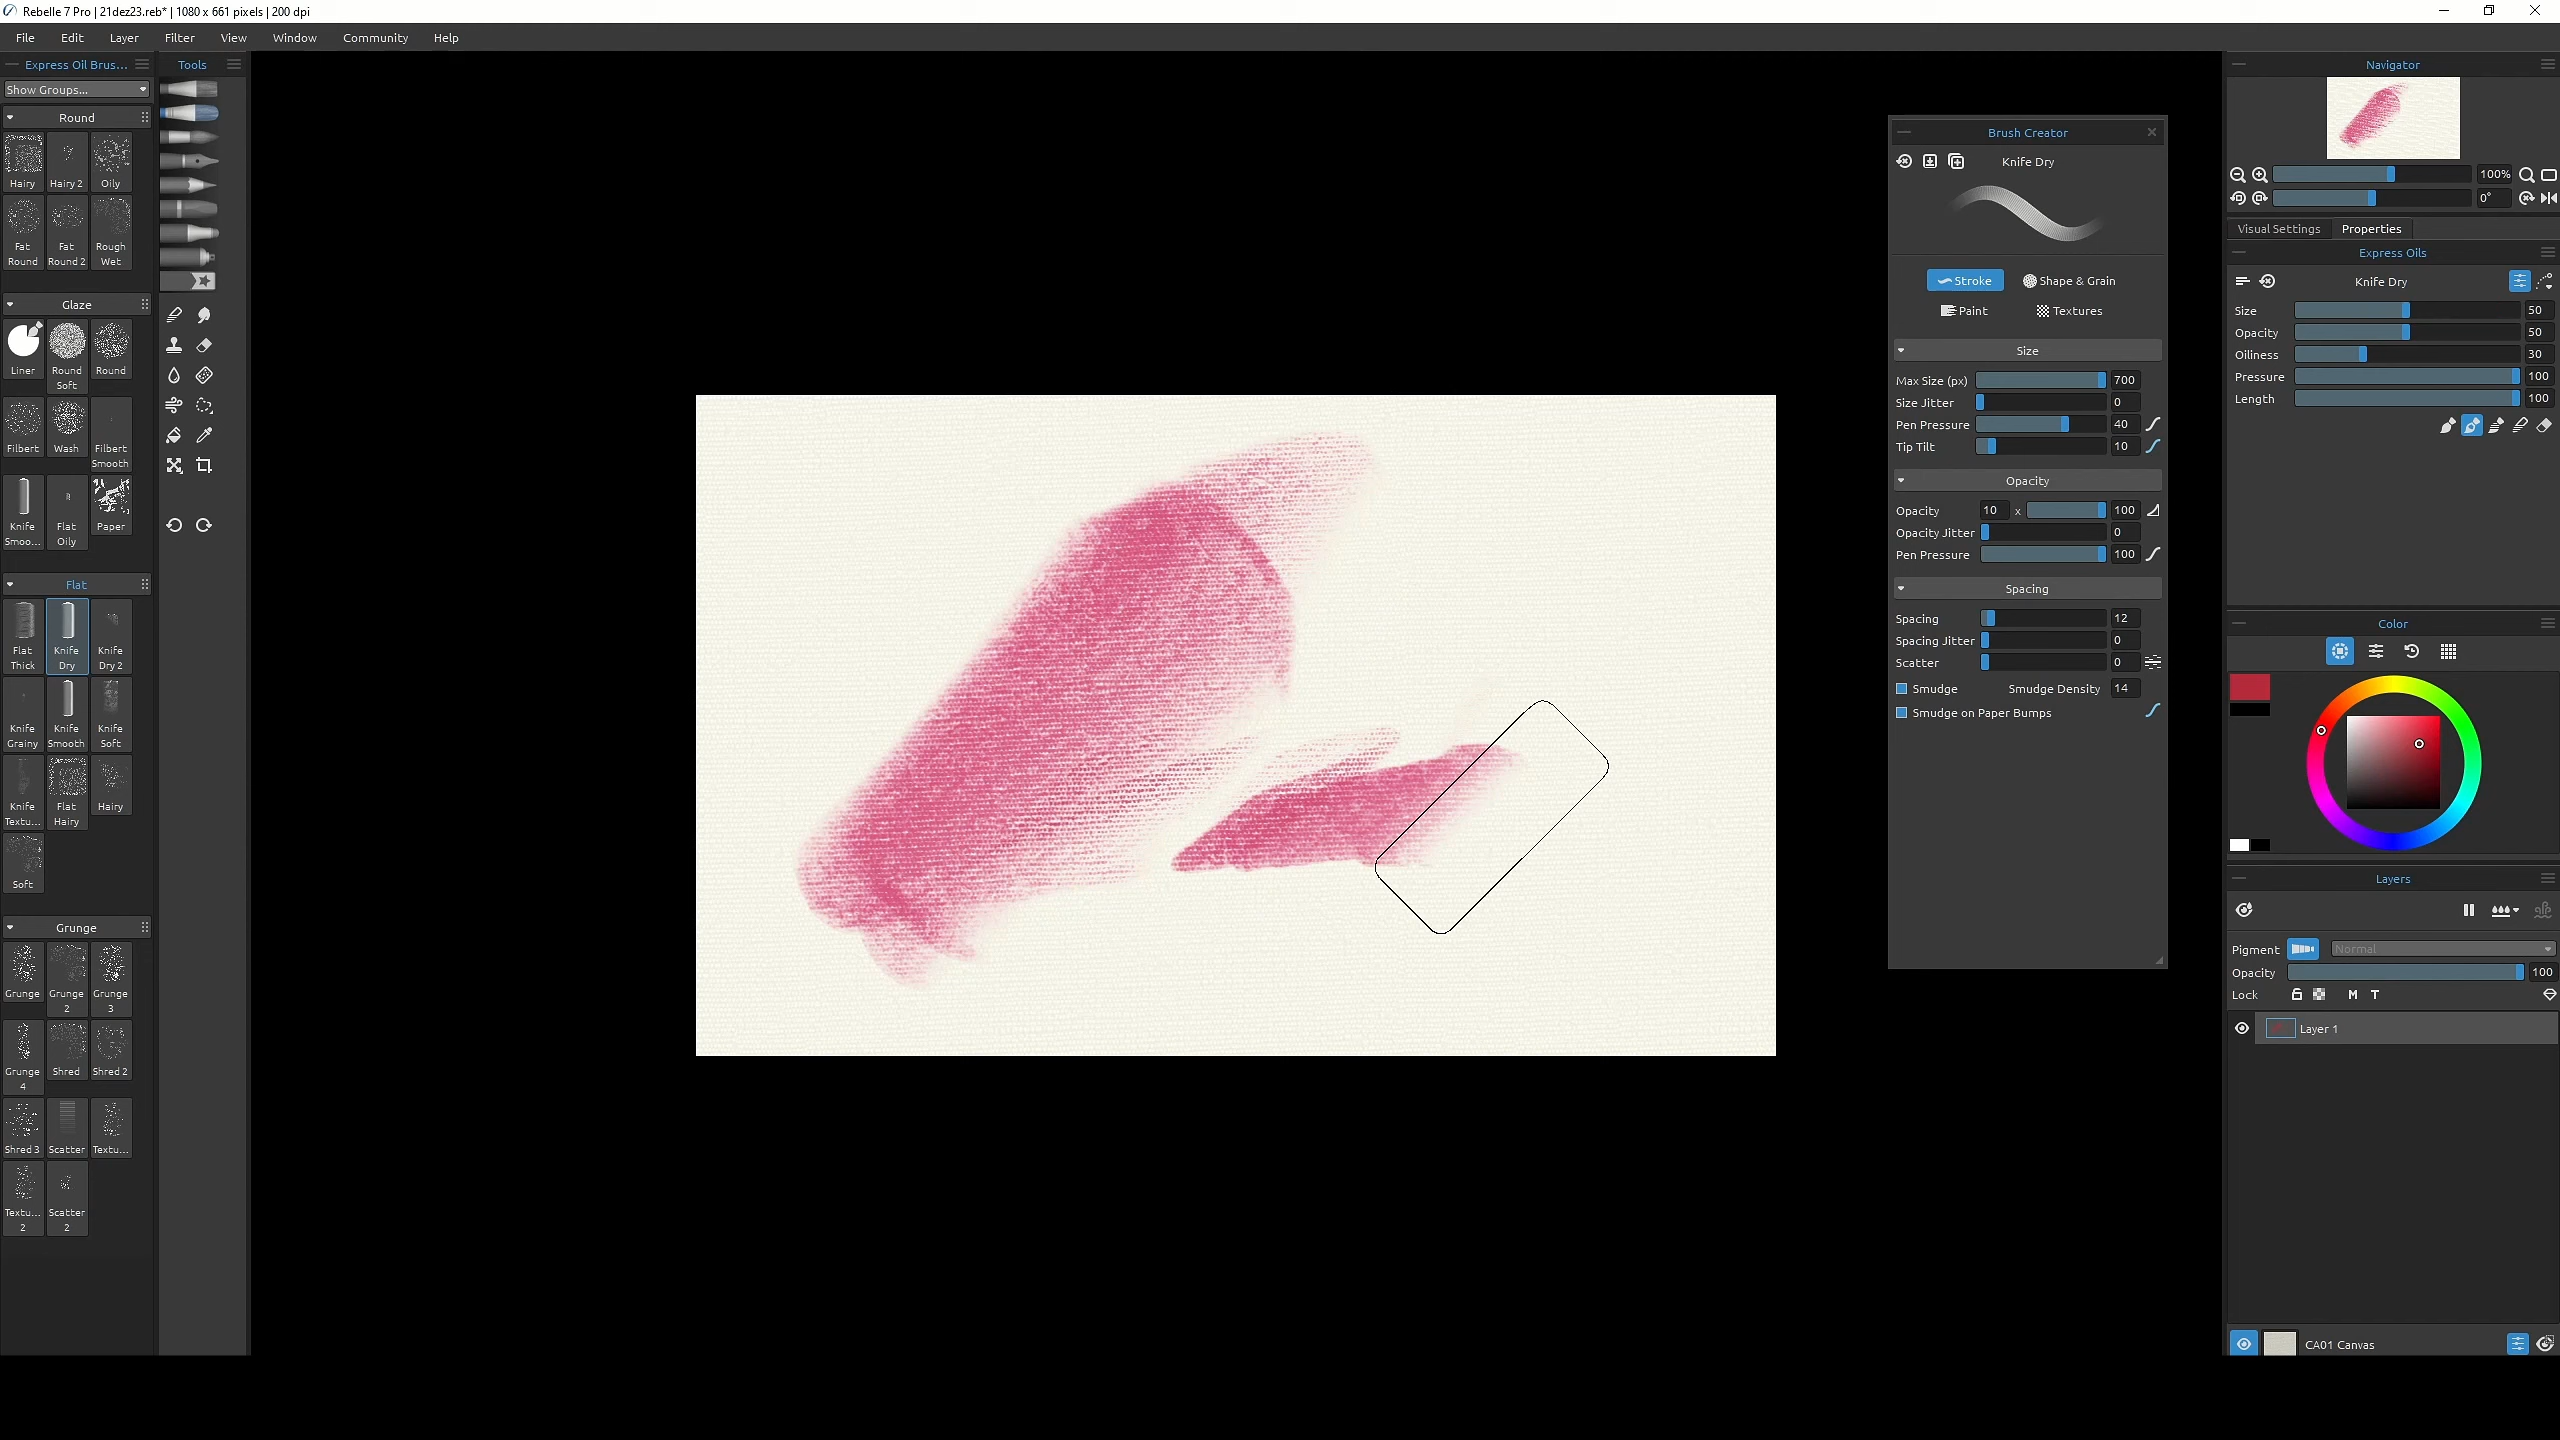 Rebelle 7 Pro | 21dez23.reb* | 1080 x 661 pixels | 200 dpi
File Edit Layer Filter View Window Community Help
Express Oil Brus...
Show Groups...
Round
Hairy Hairy 2 Oily
Fat Round Fat Round 2 Rough Wet
Glaze
Liner Round Soft Round
Filbert Wash Filbert Smooth
Knife Smoo... Flat Oily Paper
Flat
Flat Thick Knife Dry Knife Dry 2
Knife Grainy Knife Smooth Knife Soft
Knife Textu... Flat Hairy Hairy
Soft
Grunge
Grunge Grunge 2 Grunge 3
Grunge 4 Shred Shred 2
Shred 3 Scatter Textu...
Textu... 2 Scatter 2
Tools
Brush Creator
Knife Dry
Stroke Shape & Grain
Paint Textures
Size
Max Size (px) 700
Size Jitter 0
Pen Pressure 40
Tip Tilt 10
Opacity
Opacity 10 x 100
Opacity Jitter 0
Pen Pressure 100
Spacing
Spacing 12
Spacing Jitter 0
Scatter 0
Smudge Smudge Density 14
Smudge on Paper Bumps
Navigator
100%
0°
Visual Settings Properties
Express Oils
Knife Dry
Size 50
Opacity 50
Oiliness 30
Pressure 100
Length 100
Color
Layers
Pigment Normal
Opacity 100
Lock M T
Layer 1
CA01 Canvas